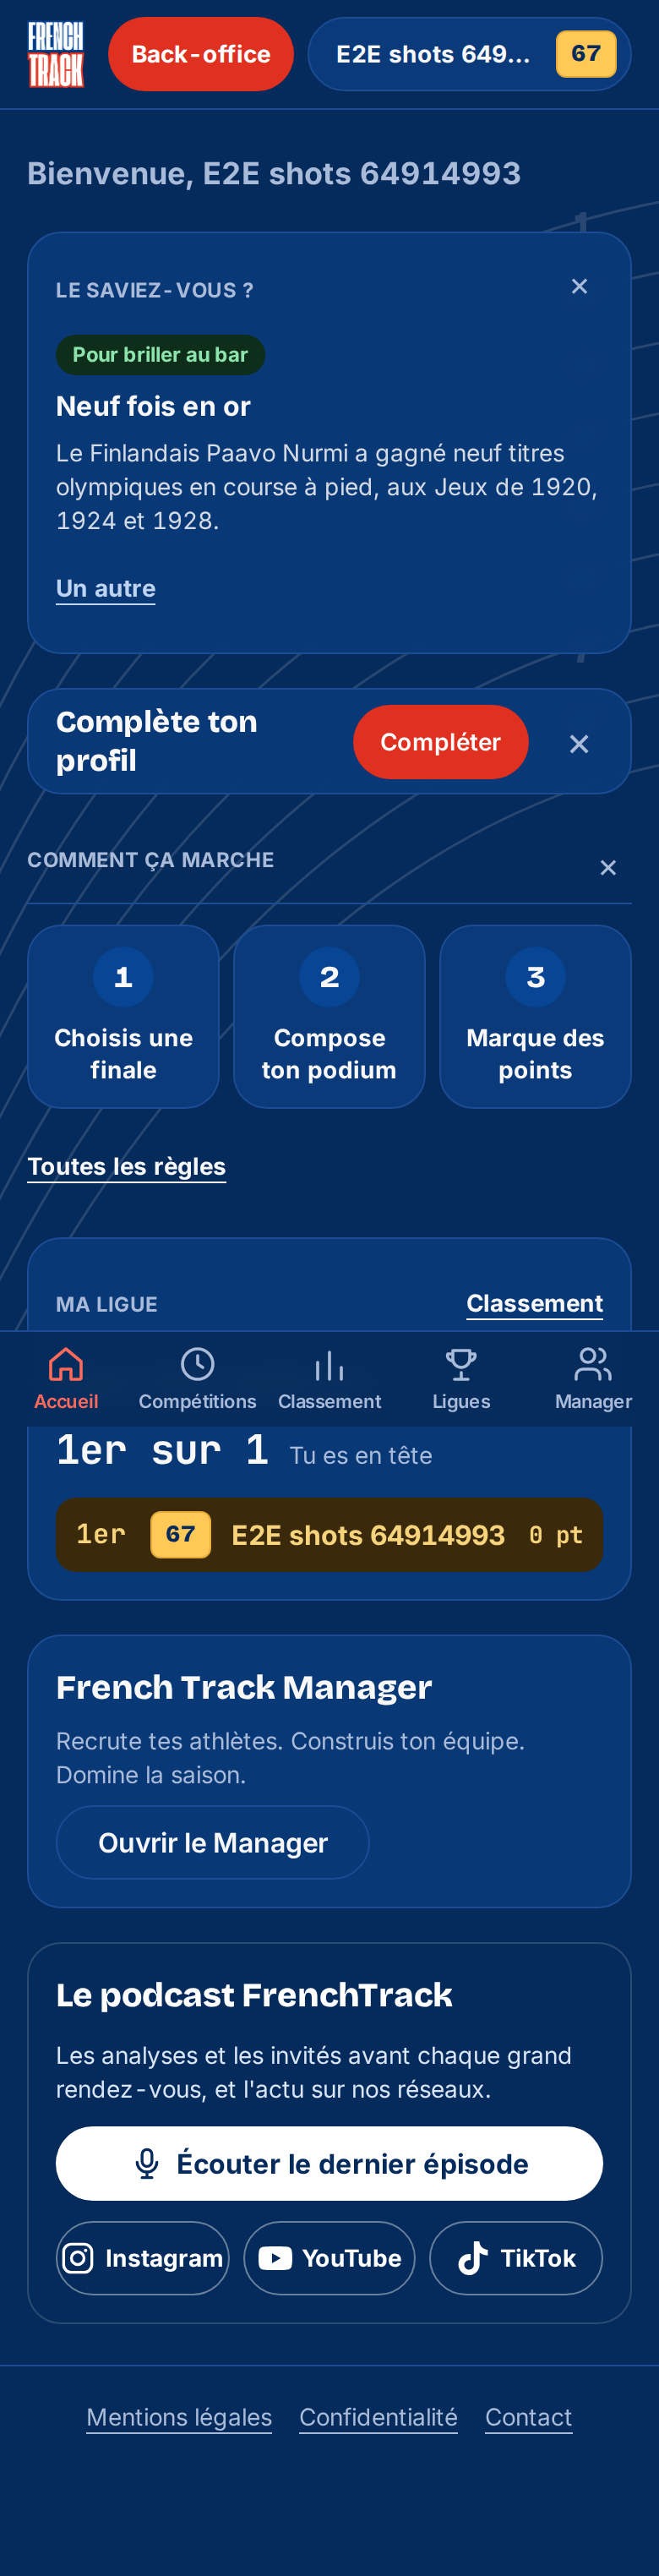 FRENCH
TRACK
Back-office
E2E shots 649...
67
Bienvenue, E2E shots 64914993
1
LE SAVIEZ-VOUS ?
Pour briller au bar
Neuf fois en or
Le Finlandais Paavo Nurmi a gagné neuf titres
olympiques en course à pied, aux Jeux de 1920,
1924 et 1928.
Un autre
Complète ton
profil
Compléter
COMMENT ÇA MARCHE
1
Choisis une
finale
2
Compose
ton podium
3
Marque des
points
Toutes les règles
MA LIGUE
Classement
Accueil
Compétitions
Classement
Ligues
Manager
1er sur 1 Tu es en tête
1er 67 E2E shots 64914993 0 pt
French Track Manager
Recrute tes athlètes. Construis ton équipe.
Domine la saison.
Ouvrir le Manager
Le podcast FrenchTrack
Les analyses et les invités avant chaque grand
rendez-vous, et l'actu sur nos réseaux.
Écouter le dernier épisode
Instagram
YouTube
TikTok
Mentions légales
Confidentialité
Contact